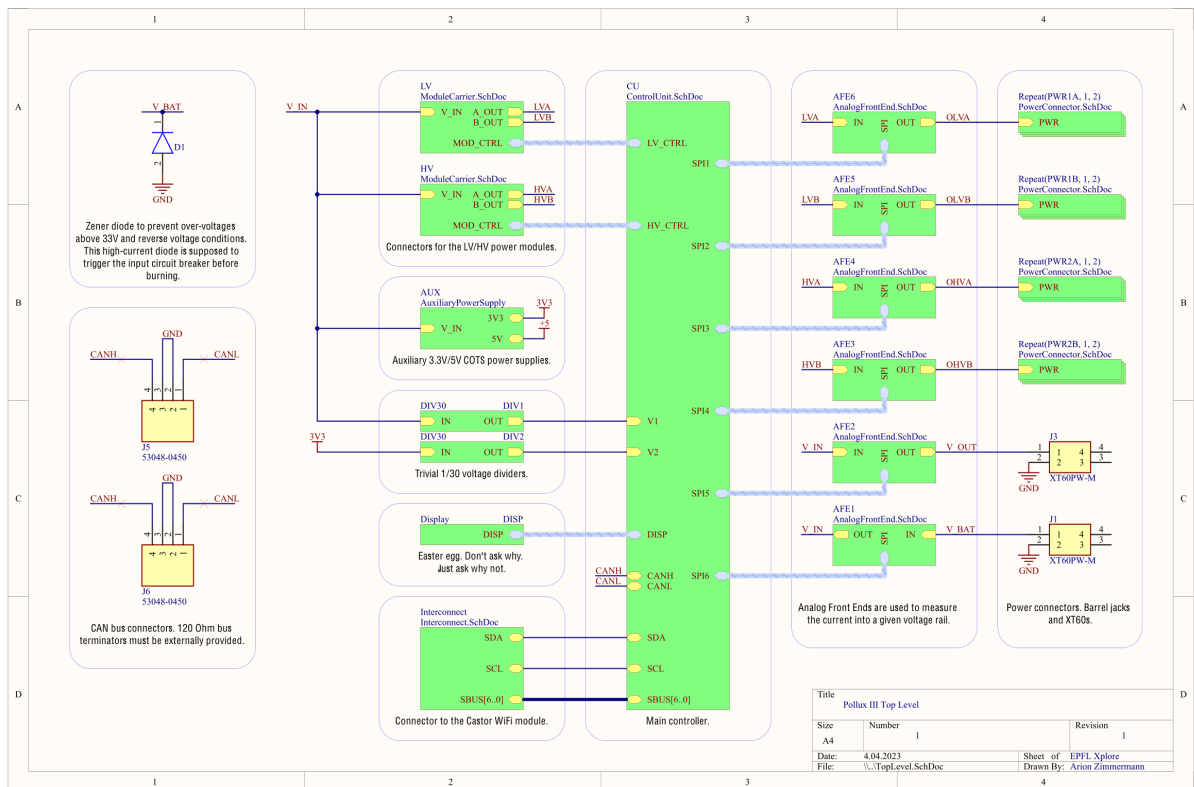 1 2 3 4
A
B
C
D
V_BAT
1
D1
2
GND
Zener diode to prevent over-voltages
above 33V and reverse voltage conditions.
This high-current diode is supposed to
trigger the input circuit breaker before
burning.
GND
CANH CANL
4 3 2 1
4 3 2 1
J5
53048-0450
GND
CANH CANL
4 3 2 1
4 3 2 1
J6
53048-0450
CAN bus connectors. 120 Ohm bus
terminators must be externally provided.
V_IN
LV
ModuleCarrier.SchDoc
V_IN A_OUT LVA
B_OUT LVB
MOD_CTRL
HV
ModuleCarrier.SchDoc
V_IN A_OUT HVA
B_OUT HVB
MOD_CTRL
Connectors for the LV/HV power modules.
AUX
AuxiliaryPowerSupply
3V3 3V3
V_IN
5V +5
Auxiliary 3.3V/5V COTS power supplies.
DIV30 DIV1
IN OUT
3V3
DIV30 DIV2
IN OUT
Trivial 1/30 voltage dividers.
Display DISP
DISP
Easter egg. Don't ask why.
Just ask why not.
Interconnect
Interconnect.SchDoc
SDA
SCL
SBUS[6..0]
Connector to the Castor WiFi module.
CU
ControlUnit.SchDoc
LV_CTRL
SPI1
HV_CTRL
SPI2
SPI3
SPI4
V1
V2
SPI5
DISP
CANH CANH
CANL CANL
SPI6
SDA
SCL
SBUS[6..0]
Main controller.
AFE6
AnalogFrontEnd.SchDoc
LVA IN SPI OUT OLVA
AFE5
AnalogFrontEnd.SchDoc
LVB IN SPI OUT OLVB
AFE4
AnalogFrontEnd.SchDoc
HVA IN SPI OUT OHVA
AFE3
AnalogFrontEnd.SchDoc
HVB IN SPI OUT OHVB
AFE2
AnalogFrontEnd.SchDoc
V_IN IN SPI OUT V_OUT
AFE1
AnalogFrontEnd.SchDoc
V_IN OUT SPI IN V_BAT
Analog Front Ends are used to measure
the current into a given voltage rail.
Repeat(PWR1A, 1, 2)
PowerConnector.SchDoc
PWR
Repeat(PWR1B, 1, 2)
PowerConnector.SchDoc
PWR
Repeat(PWR2A, 1, 2)
PowerConnector.SchDoc
PWR
Repeat(PWR2B, 1, 2)
PowerConnector.SchDoc
PWR
J3
1 1 4 4
2 2 3 3
GND XT60PW-M
J1
1 1 4 4
2 2 3 3
GND XT60PW-M
Power connectors. Barrel jacks
and XT60s.
A
B
C
D
Title
Pollux III Top Level
Size Number Revision
A4 1 1
Date: 4.04.2023 Sheet of EPFL Xplore
File: \\..\TopLevel.SchDoc Drawn By: Arion Zimmermann
1 2 3 4